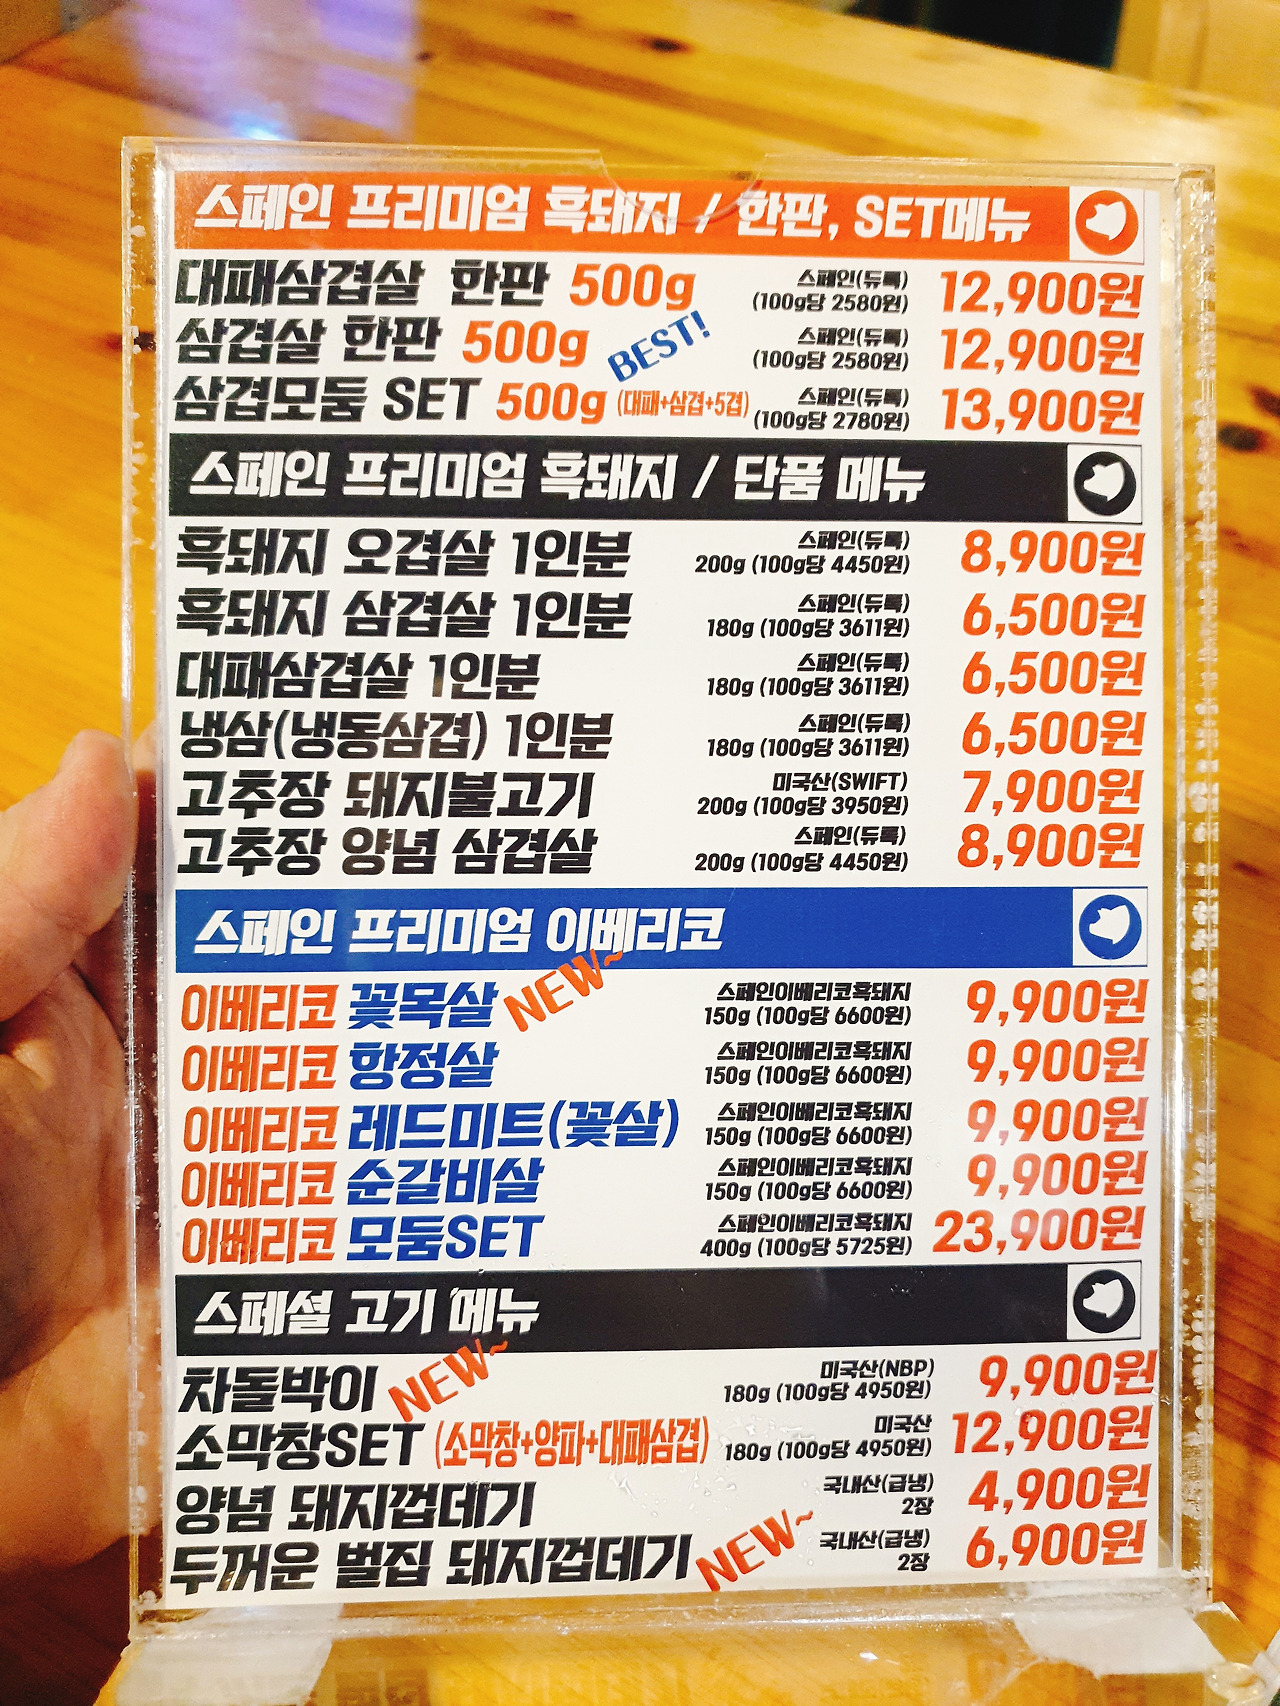 스페인 프리미엄 흑돼지 / 한판, SET메뉴
대패삼겹살 한판 500g 스페인(듀록) (100g당 2580원) 12,900원
삼겹살 한판 500g BEST! 스페인(듀록) (100g당 2580원) 12,900원
삼겹모둠 SET 500g (대패+삼겹+5겹) 스페인(듀록) (100g당 2780원) 13,900원
스페인 프리미엄 흑돼지 / 단품 메뉴
흑돼지 오겹살 1인분 스페인(듀록) 200g (100g당 4450원) 8,900원
흑돼지 삼겹살 1인분 스페인(듀록) 180g (100g당 3611원) 6,500원
대패삼겹살 1인분 스페인(듀록) 180g (100g당 3611원) 6,500원
냉삼(냉동삼겹) 1인분 스페인(듀록) 180g (100g당 3611원) 6,500원
고추장 돼지불고기 미국산(SWIFT) 200g (100g당 3950원) 7,900원
고추장 양념 삼겹살 스페인(듀록) 200g (100g당 4450원) 8,900원
스페인 프리미엄 이베리코
이베리코 꽃목살 NEW~ 스페인이베리코흑돼지 150g (100g당 6600원) 9,900원
이베리코 항정살 스페인이베리코흑돼지 150g (100g당 6600원) 9,900원
이베리코 레드미트(꽃살) 스페인이베리코흑돼지 150g (100g당 6600원) 9,900원
이베리코 순갈비살 스페인이베리코흑돼지 150g (100g당 6600원) 9,900원
이베리코 모둠SET 스페인이베리코흑돼지 400g (100g당 5725원) 23,900원
스페셜 고기 메뉴
차돌박이 NEW~ 미국산(NBP) 180g (100g당 4950원) 9,900원
소막창SET (소막창+양파+대패삼겹) 미국산 180g (100g당 4950원) 12,900원
양념 돼지껍데기 국내산(급냉) 2장 4,900원
두꺼운 벌집 돼지껍데기 NEW~ 국내산(급냉) 2장 6,900원